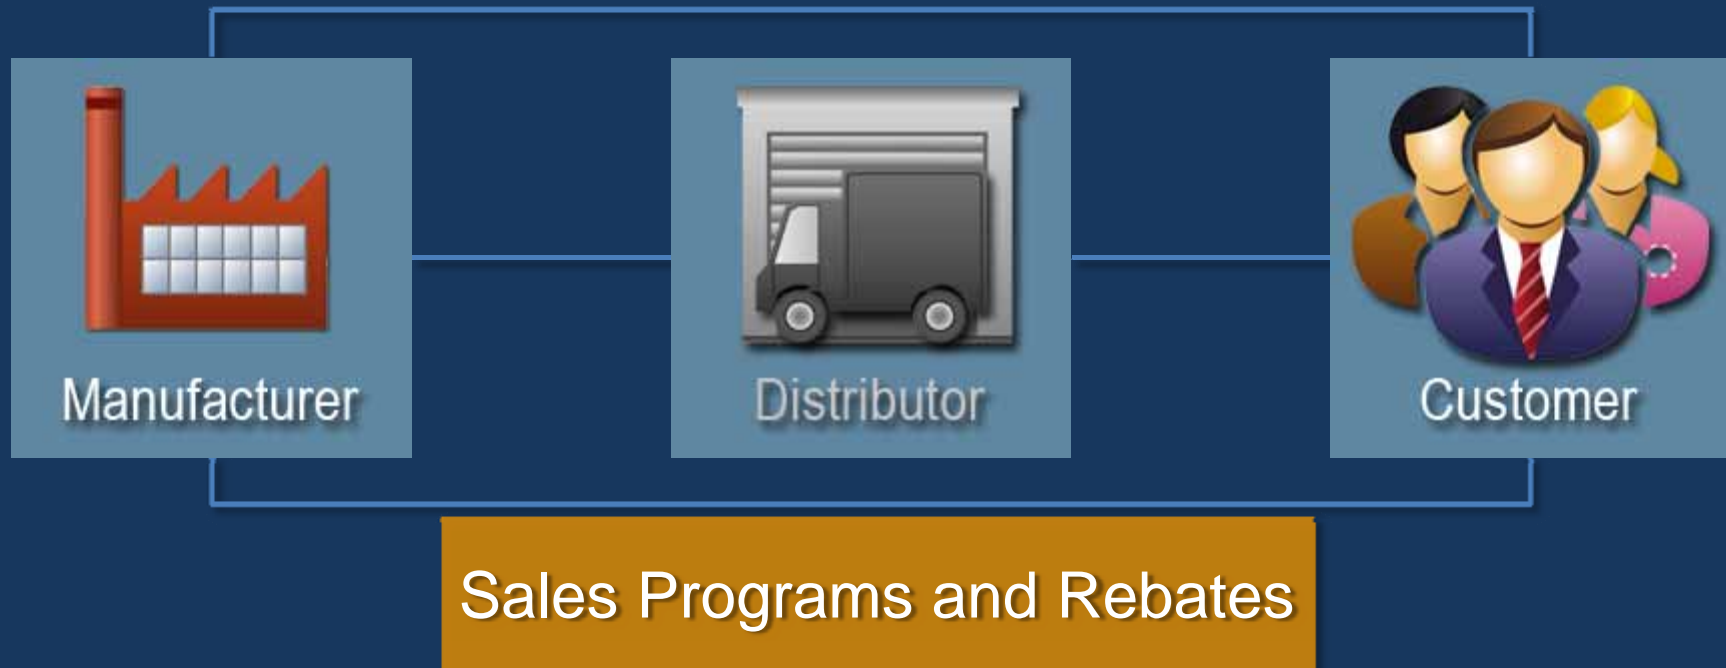 Manufacturer
Distributor
Customer
Sales Programs and Rebates